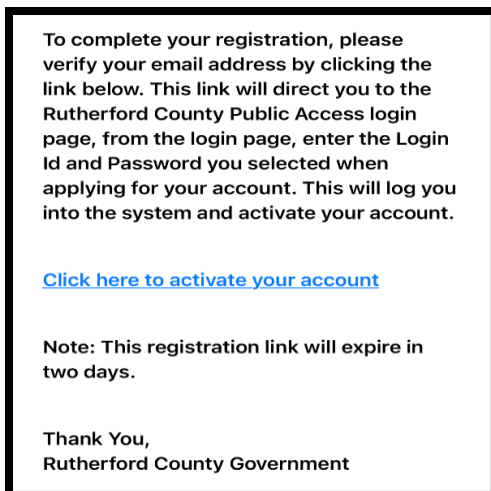 To complete your registration, please
verify your email address by clicking the
link below. This link will direct you to the
Rutherford County Public Access login
page, from the login page, enter the Login
Id and Password you selected when
applying for your account. This will log you
into the system and activate your account.
Click here to activate your account
Note: This registration link will expire in
two days.
Thank You,
Rutherford County Government